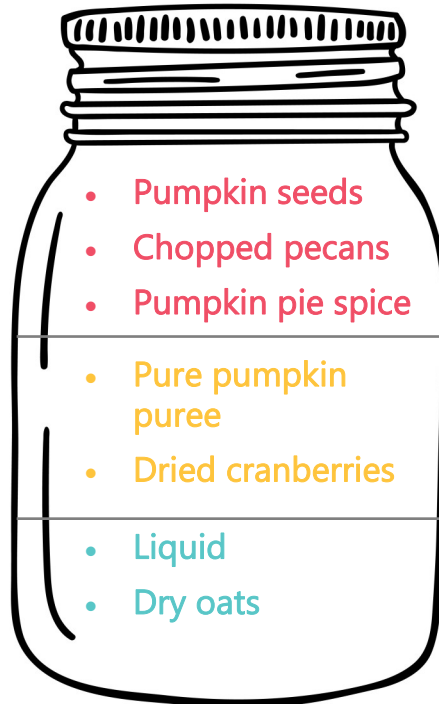 • Pumpkin seeds
• Chopped pecans
• Pumpkin pie spice
• Pure pumpkin
puree
• Dried cranberries
• Liquid
• Dry oats